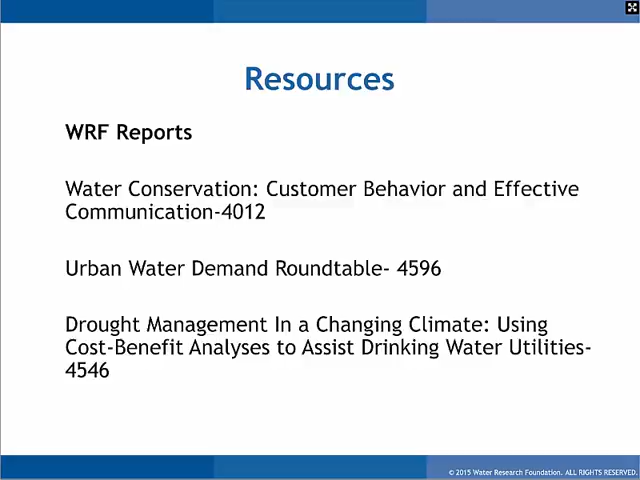 Resources
WRF Reports
Water Conservation: Customer Behavior and Effective
Communication-4012
Urban Water Demand Roundtable- 4596
Drought Management In a Changing Climate: Using
Cost-Benefit Analyses to Assist Drinking Water Utilities-
4546
© 2015 Water Research Foundation. ALL RIGHTS RESERVED.